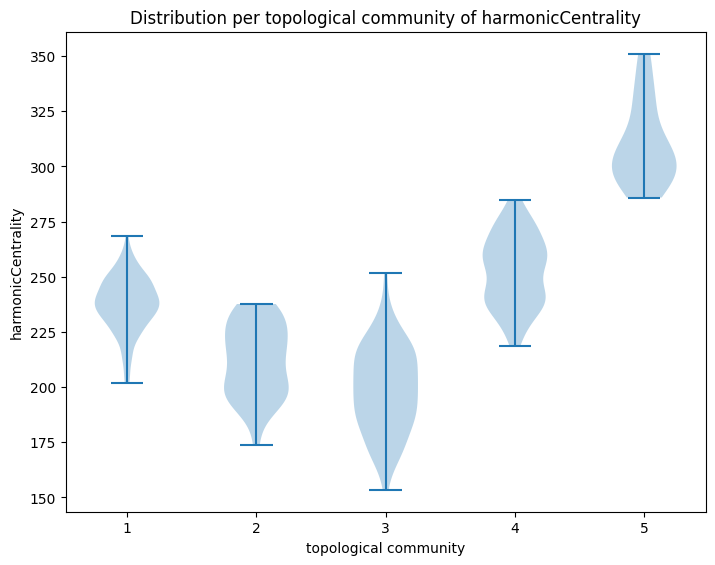 Distribution per topological community of harmonicCentrality
harmonicCentrality
350
325
300
275
250
225
200
175
150
1 2 3 4 5
topological community